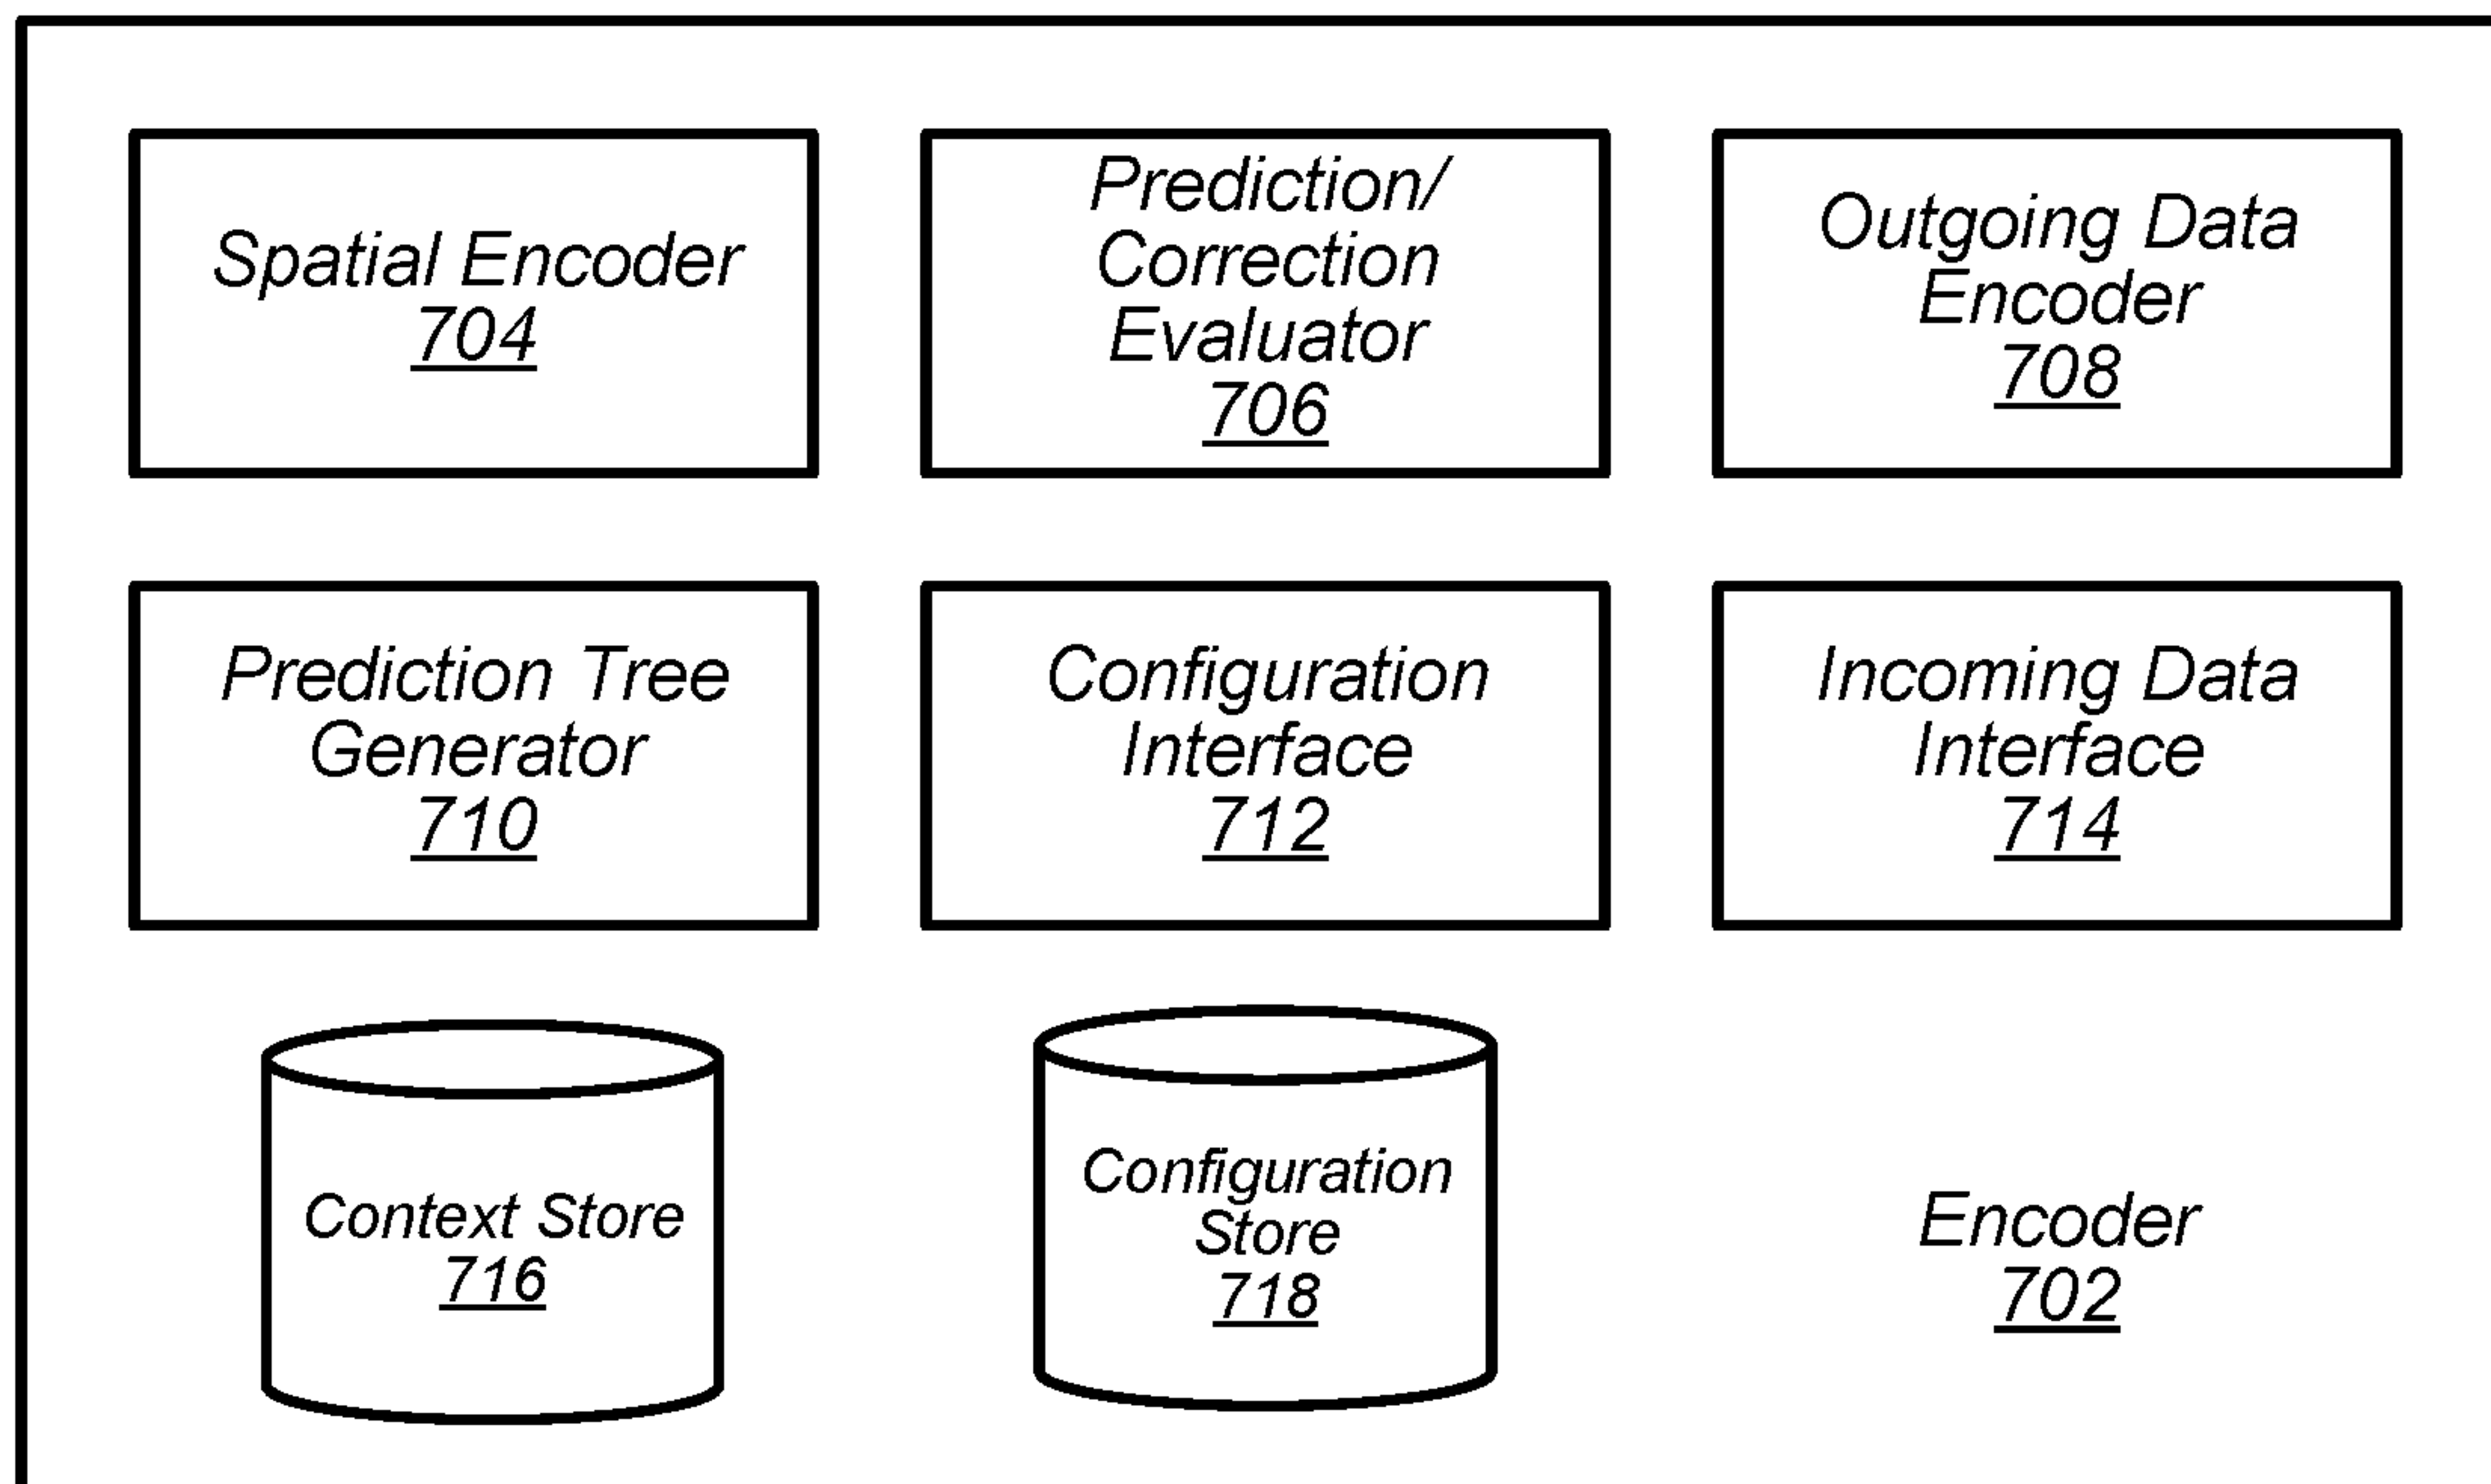 Spatial Encoder
704
Prediction/
Correction
Evaluator
706
Outgoing Data
Encoder
708
Prediction Tree
Generator
710
Configuration
Interface
712
Incoming Data
Interface
714
Context Store
716
Configuration
Store
718
Encoder
702